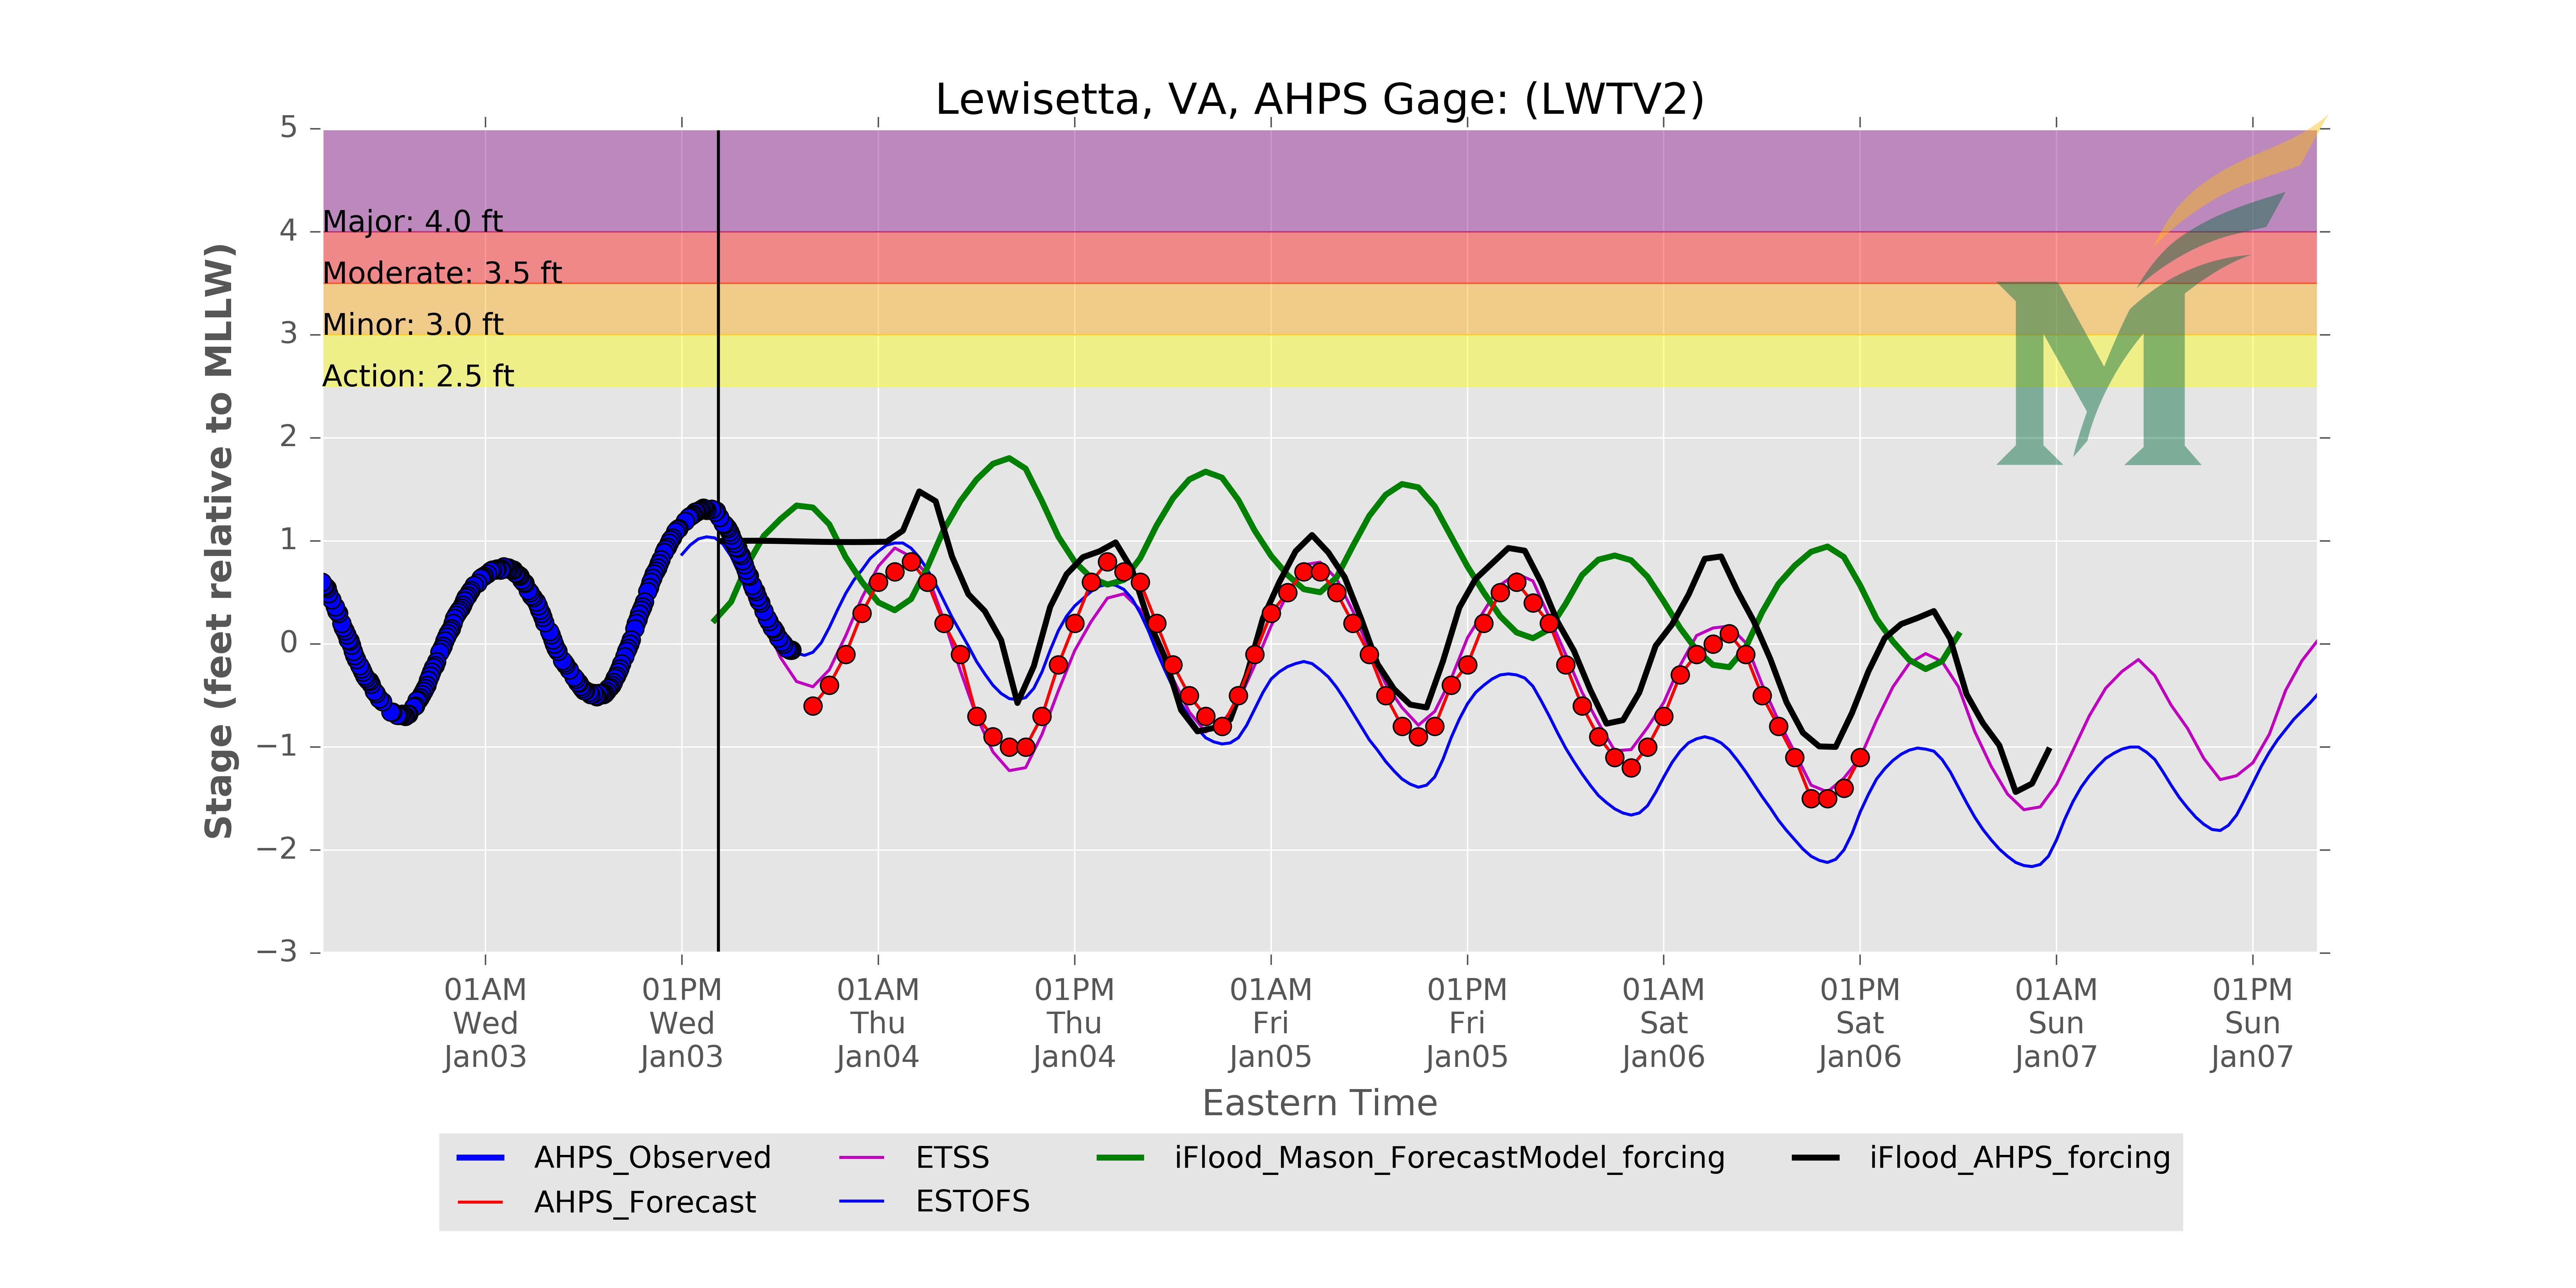 Lewisetta, VA, AHPS Gage: (LWTV2)
5
4
3
2
1
0
−1
−2
−3
Stage (feet relative to MLLW)
Major: 4.0 ft
Moderate: 3.5 ft
Minor: 3.0 ft
Action: 2.5 ft
M
01AM Wed Jan03
01PM Wed Jan03
01AM Thu Jan04
01PM Thu Jan04
01AM Fri Jan05
01PM Fri Jan05
01AM Sat Jan06
01PM Sat Jan06
01AM Sun Jan07
01PM Sun Jan07
Eastern Time
AHPS_Observed
AHPS_Forecast
ETSS
ESTOFS
iFlood_Mason_ForecastModel_forcing
iFlood_AHPS_forcing